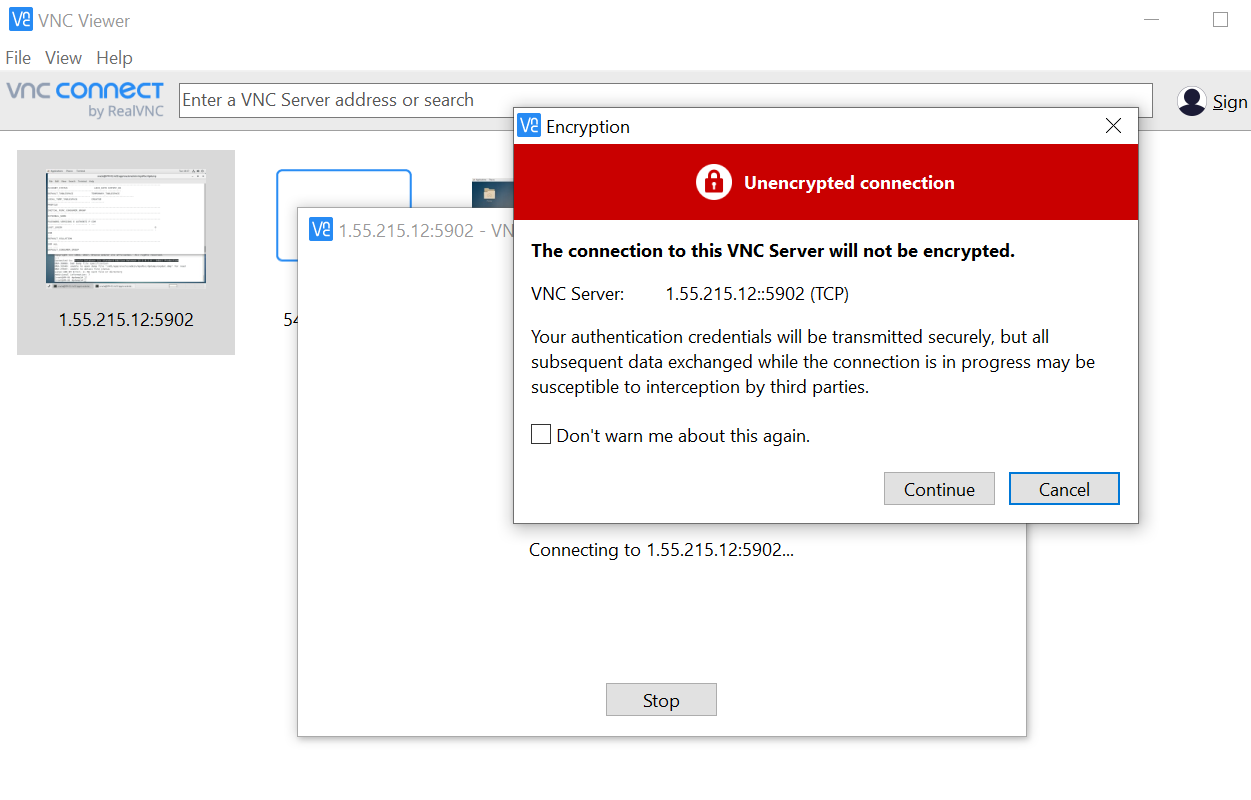 VNC Viewer
File View Help
vnc connect
by RealVNC
Enter a VNC Server address or search
Sign
1.55.215.12:5902
54
1.55.215.12:5902 - VN
Encryption
Unencrypted connection
The connection to this VNC Server will not be encrypted.
VNC Server: 1.55.215.12::5902 (TCP)
Your authentication credentials will be transmitted securely, but all
subsequent data exchanged while the connection is in progress may be
susceptible to interception by third parties.
Don't warn me about this again.
Continue Cancel
Connecting to 1.55.215.12:5902...
Stop